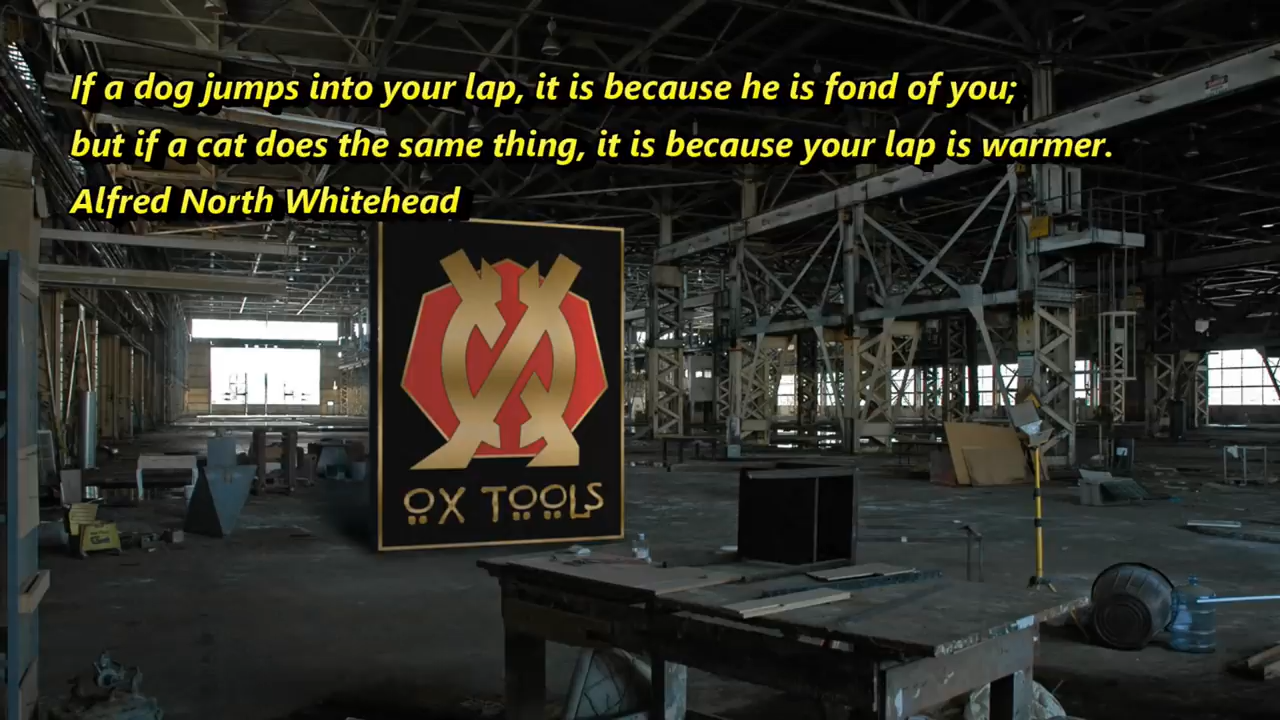 If a dog jumps into your lap, it is because he is fond of you;
but if a cat does the same thing, it is because your lap is warmer.
Alfred North Whitehead
OX TOOLS